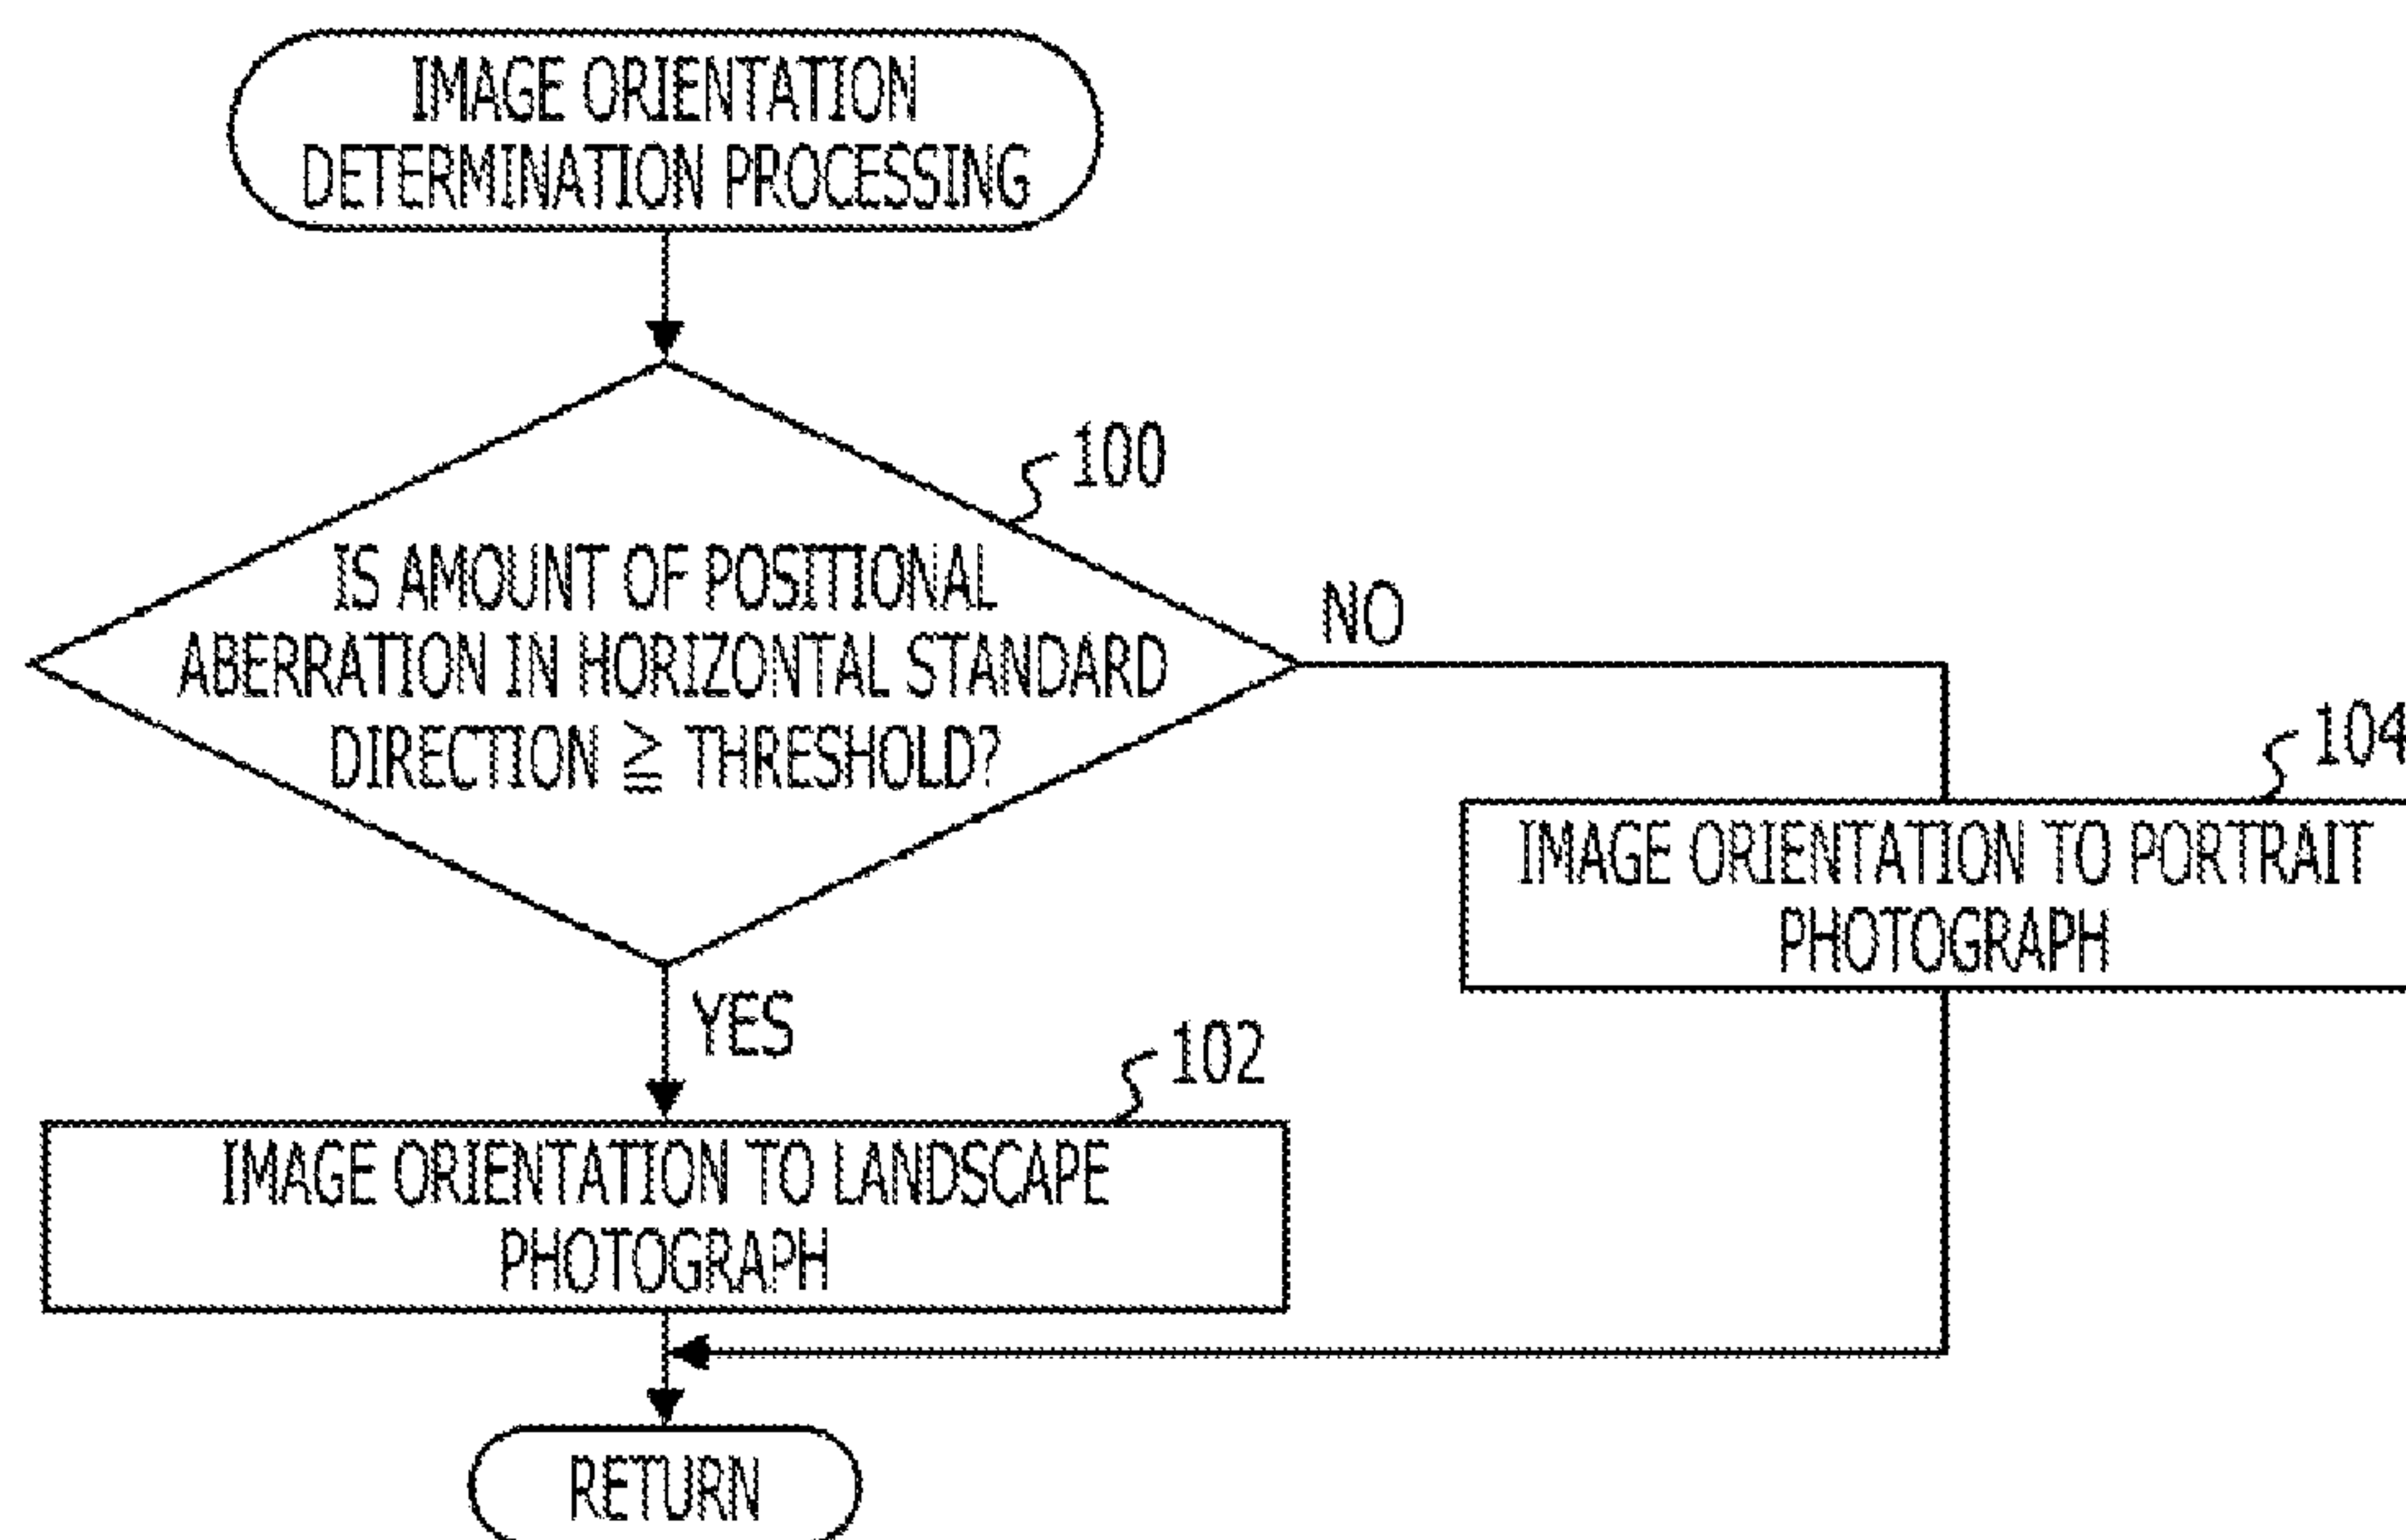 IMAGE ORIENTATION
DETERMINATION PROCESSING
100
IS AMOUNT OF POSITIONAL
ABERRATION IN HORIZONTAL STANDARD
DIRECTION ≧ THRESHOLD?
NO
104
IMAGE ORIENTATION TO PORTRAIT
PHOTOGRAPH
YES
102
IMAGE ORIENTATION TO LANDSCAPE
PHOTOGRAPH
RETURN